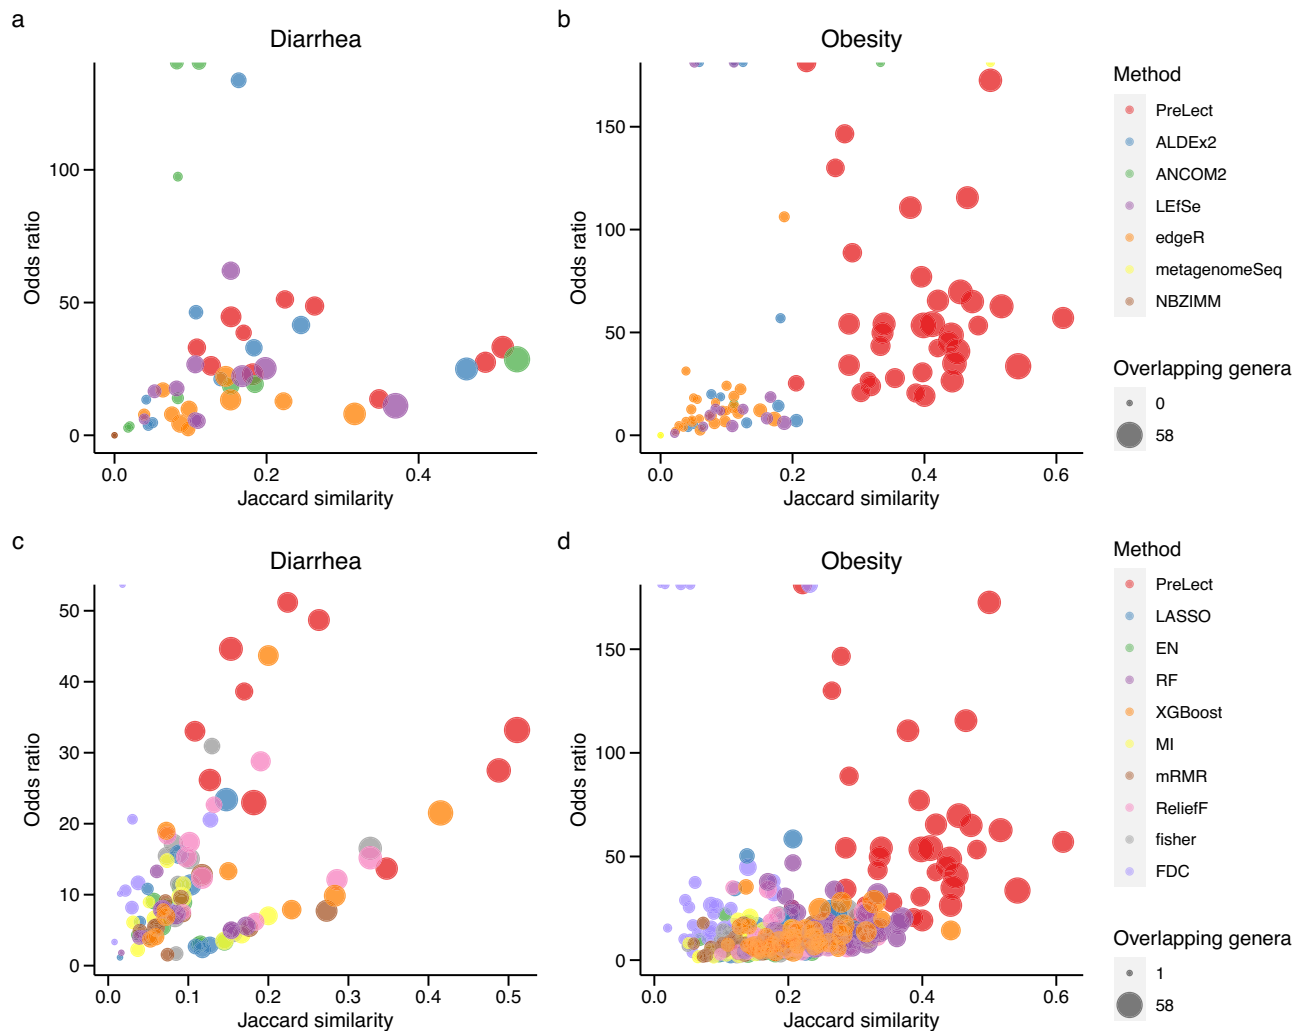 a
Diarrhea
Odds ratio
100
50
0
0.0
0.2
0.4
Jaccard similarity
b
Obesity
Odds ratio
150
100
50
0
0.0
0.2
0.4
0.6
Jaccard similarity
Method
PreLect
ALDEx2
ANCOM2
LEfSe
edgeR
metagenomeSeq
NBZIMM
Overlapping genera
0
58
c
Diarrhea
Odds ratio
50
40
30
20
10
0
0.0
0.1
0.2
0.3
0.4
0.5
Jaccard similarity
d
Obesity
Odds ratio
150
100
50
0
0.0
0.2
0.4
0.6
Jaccard similarity
Method
PreLect
LASSO
EN
RF
XGBoost
MI
mRMR
ReliefF
fisher
FDC
Overlapping genera
1
58